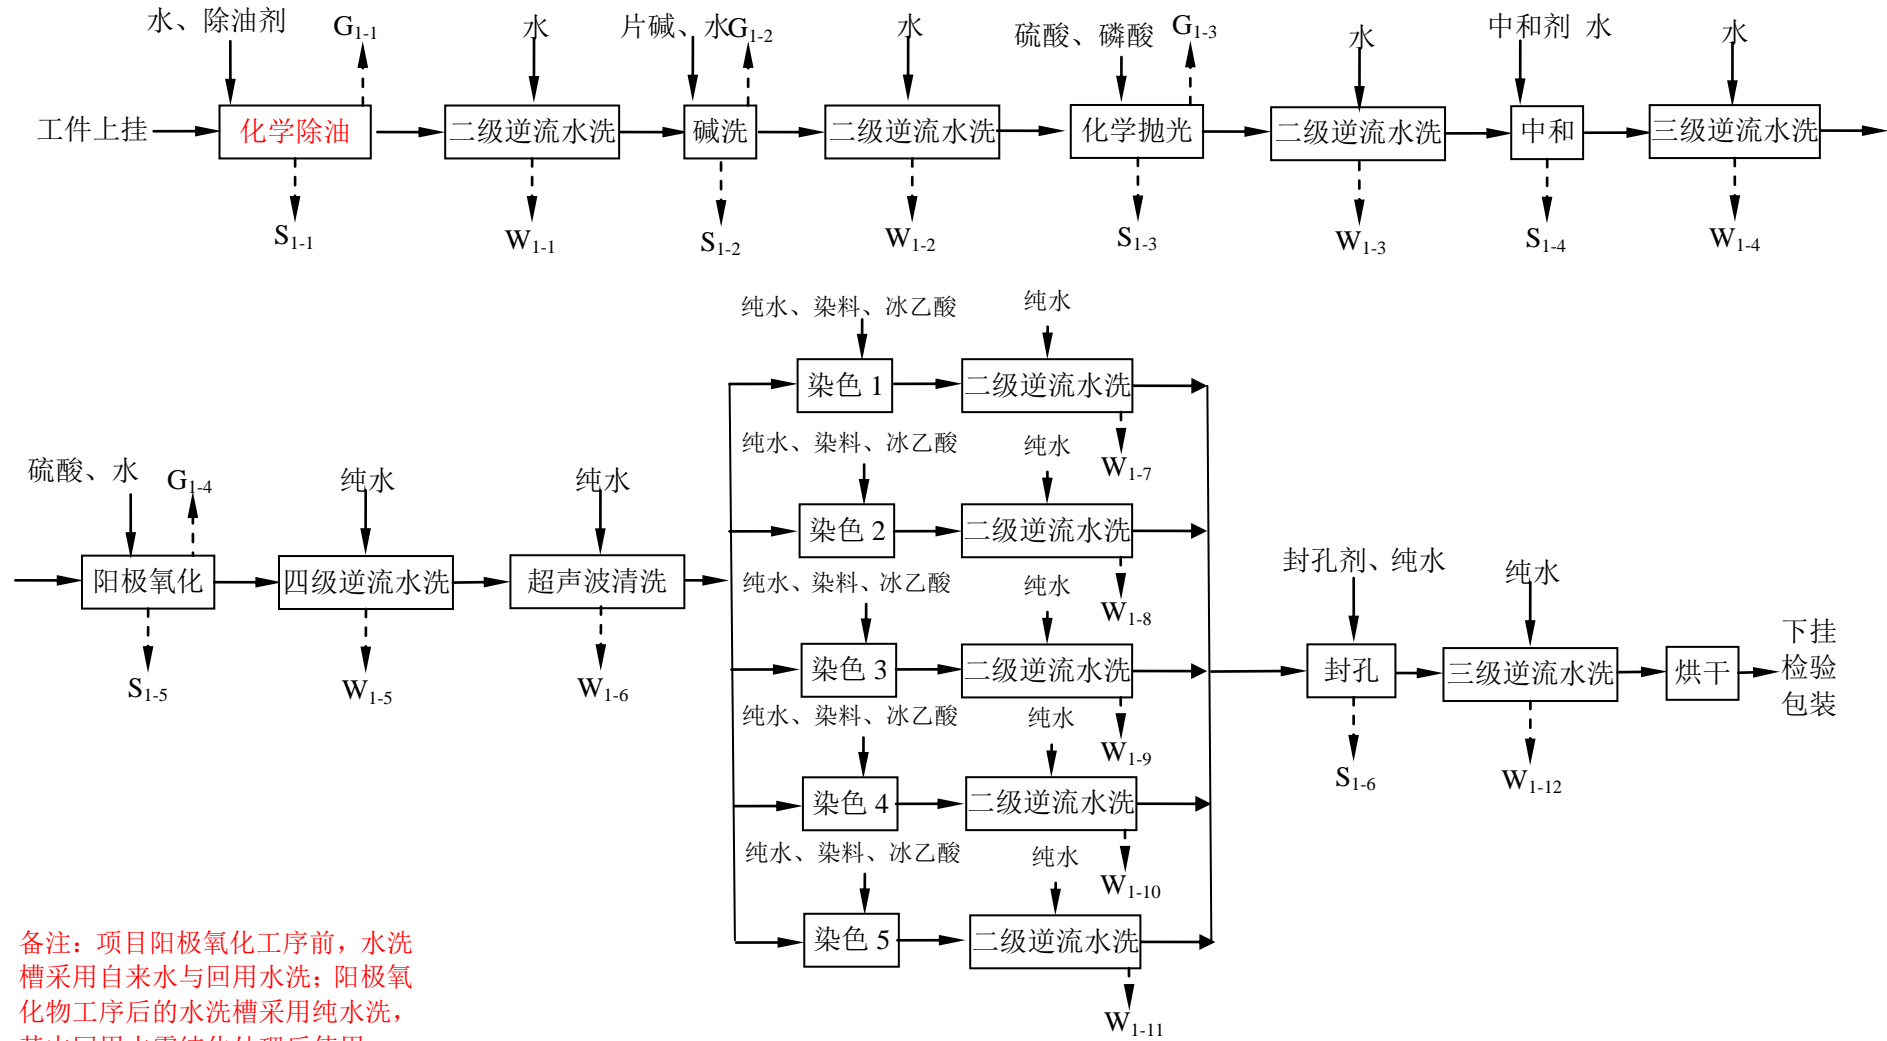 水、除油剂
G1-1
水
片碱、水
G1-2
水
硫酸、磷酸
G1-3
水
中和剂 水
水
工件上挂
化学除油
二级逆流水洗
碱洗
二级逆流水洗
化学抛光
二级逆流水洗
中和
三级逆流水洗
S1-1
W1-1
S1-2
W1-2
S1-3
W1-3
S1-4
W1-4
纯水、染料、冰乙酸
纯水
染色 1
二级逆流水洗
W1-7
纯水、染料、冰乙酸
纯水
染色 2
二级逆流水洗
W1-8
硫酸、水
G1-4
纯水
纯水
阳极氧化
四级逆流水洗
超声波清洗
S1-5
W1-5
W1-6
纯水、染料、冰乙酸
纯水
染色 3
二级逆流水洗
W1-9
纯水、染料、冰乙酸
纯水
染色 4
二级逆流水洗
W1-10
纯水、染料、冰乙酸
纯水
染色 5
二级逆流水洗
W1-11
封孔剂、纯水
纯水
封孔
三级逆流水洗
烘干
下挂
检验
包装
S1-6
W1-12
备注：项目阳极氧化工序前，水洗
槽采用自来水与回用水洗；阳极氧
化物工序后的水洗槽采用纯水洗，